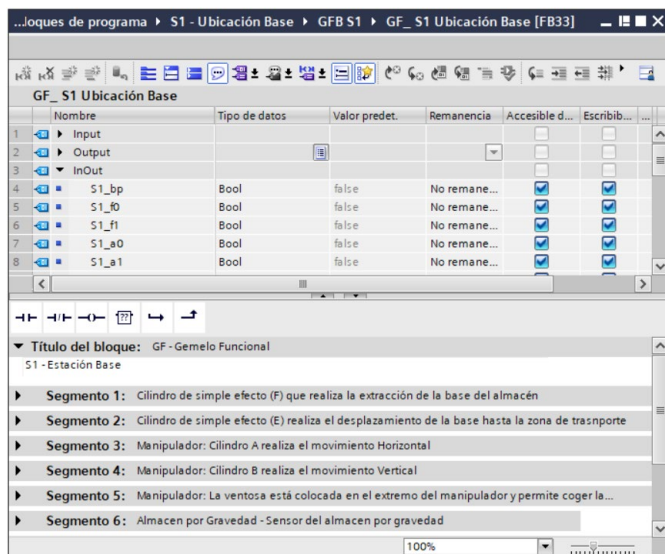 ...loques de programa ▸ S1 - Ubicación Base ▸ GFB S1 ▸ GF_ S1 Ubicación Base [FB33]
GF_ S1 Ubicación Base
Nombre Tipo de datos Valor predet. Remanencia Accesible d... Escribib... ...
1 Input
2 Output
3 InOut
4 S1_bp Bool false No remane...
5 S1_f0 Bool false No remane...
6 S1_f1 Bool false No remane...
7 S1_a0 Bool false No remane...
8 S1_a1 Bool false No remane...
??
Título del bloque: GF - Gemelo Funcional
S1 - Estación Base
Segmento 1: Cilindro de simple efecto (F) que realiza la extracción de la base del almacén
Segmento 2: Cilindro de simple efecto (E) realiza el desplazamiento de la base hasta la zona de trasnporte
Segmento 3: Manipulador: Cilindro A realiza el movimiento Horizontal
Segmento 4: Manipulador: Cilindro B realiza el movimiento Vertical
Segmento 5: Manipulador: La ventosa está colocada en el extremo del manipulador y permite coger la...
Segmento 6: Almacen por Gravedad - Sensor del almacen por gravedad
100%